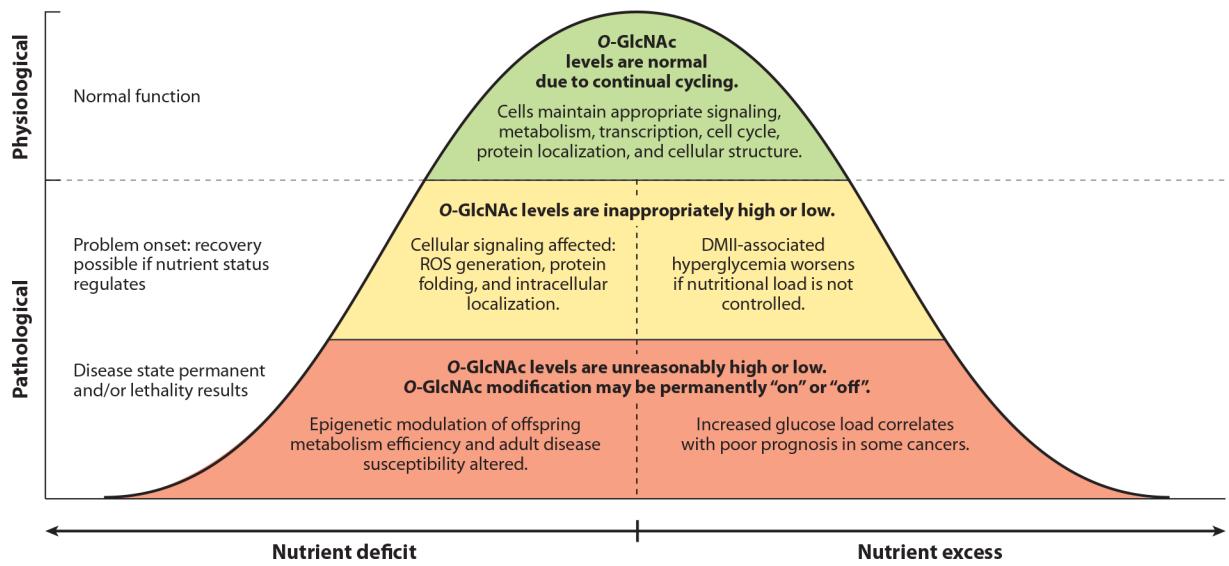 Physiological
Normal function
O-GlcNAc
levels are normal
due to continual cycling.
Cells maintain appropriate signaling,
metabolism, transcription, cell cycle,
protein localization, and cellular structure.
Pathological
Problem onset: recovery
possible if nutrient status
regulates
O-GlcNAc levels are inappropriately high or low.
Cellular signaling affected:
ROS generation, protein
folding, and intracellular
localization.
DMII-associated
hyperglycemia worsens
if nutritional load is not
controlled.
Disease state permanent
and/or lethality results
O-GlcNAc levels are unreasonably high or low.
O-GlcNAc modification may be permanently “on” or “off”.
Epigenetic modulation of offspring
metabolism efficiency and adult disease
susceptibility altered.
Increased glucose load correlates
with poor prognosis in some cancers.
Nutrient deficit
Nutrient excess